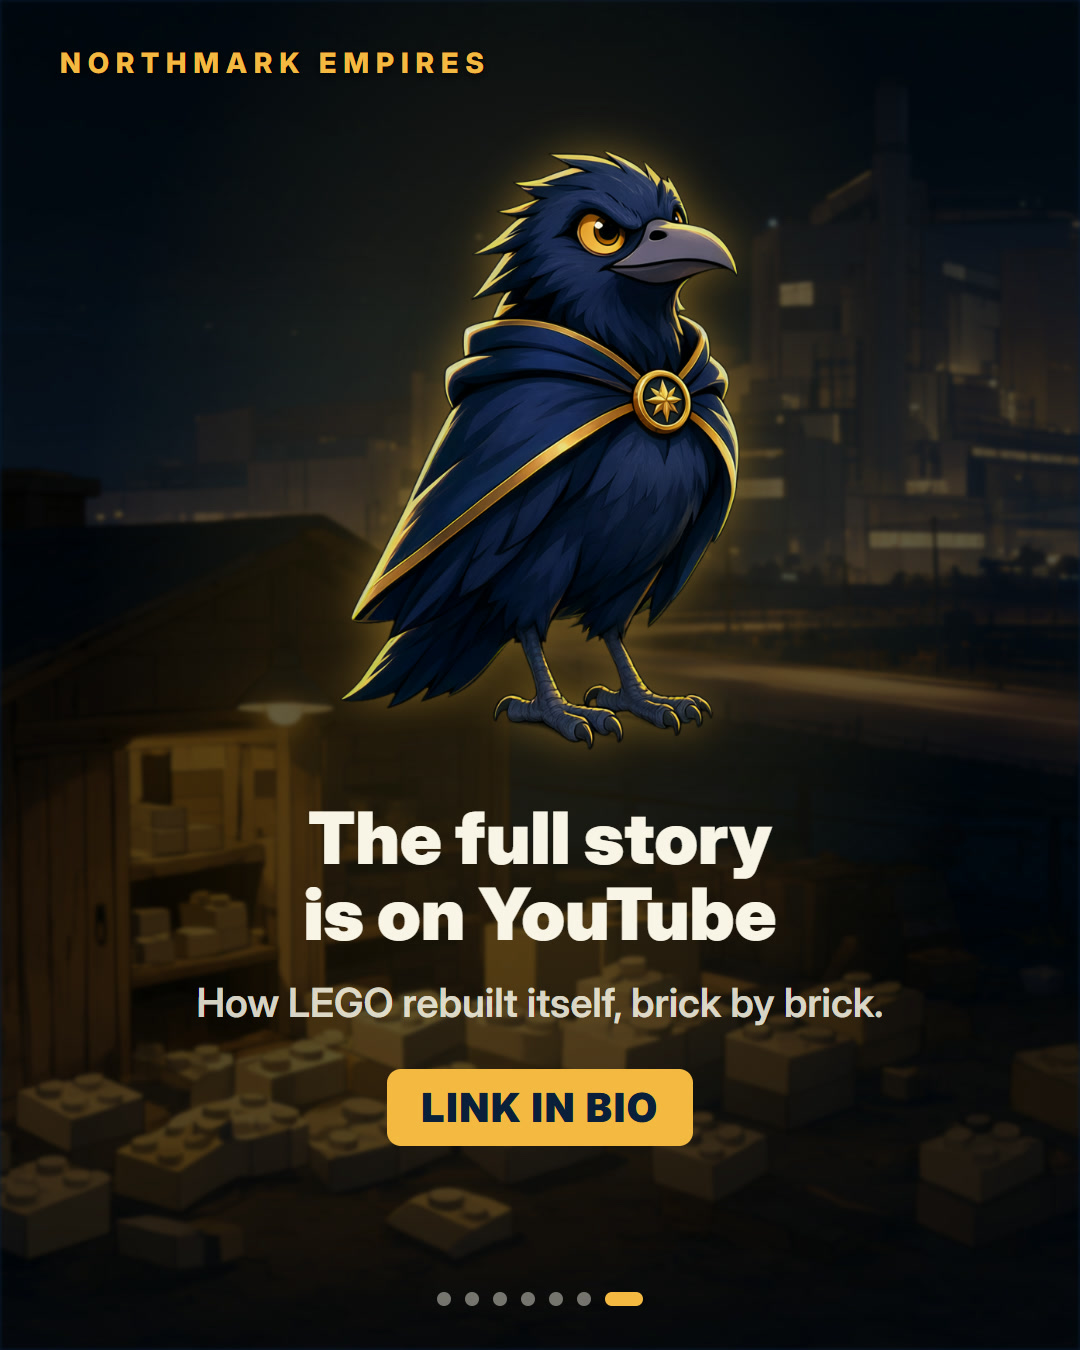 NORTHMARK EMPIRES
The full story
is on YouTube
How LEGO rebuilt itself, brick by brick.
LINK IN BIO